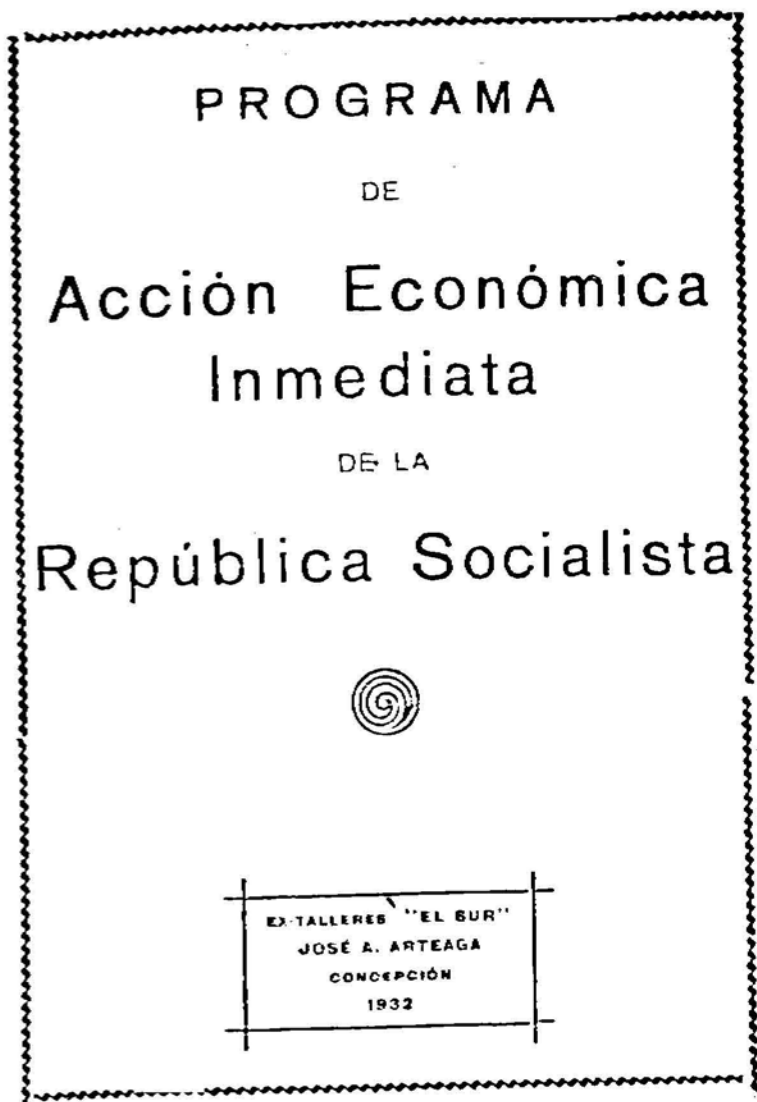 PROGRAMA
DE
Acción Económica
Inmediata
DE LA
República Socialista
EX-TALLERES "EL SUR"
JOSÉ A. ARTEAGA
CONCEPCIÓN
1932